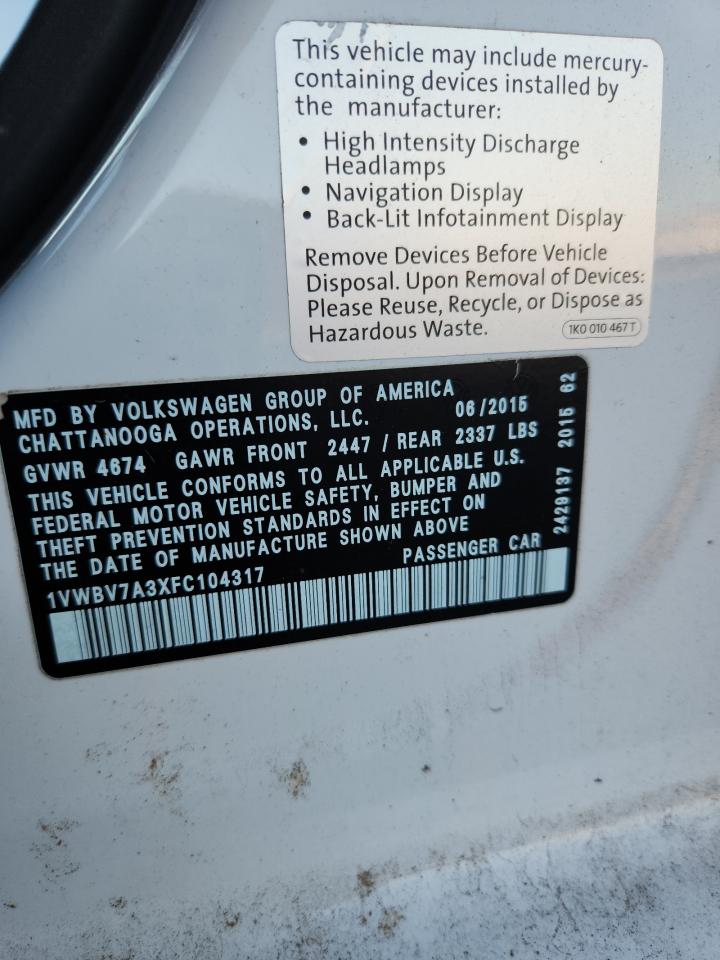 This vehicle may include mercury-
containing devices installed by
the manufacturer:
• High Intensity Discharge
Headlamps
• Navigation Display
• Back-Lit Infotainment Display
Remove Devices Before Vehicle
Disposal. Upon Removal of Devices:
Please Reuse, Recycle, or Dispose as
Hazardous Waste.
1K0 010 467 T
MFD BY VOLKSWAGEN GROUP OF AMERICA
CHATTANOOGA OPERATIONS, LLC. 06/2015
GVWR 4674 GAWR FRONT 2447 / REAR 2337 LBS
THIS VEHICLE CONFORMS TO ALL APPLICABLE U.S.
FEDERAL MOTOR VEHICLE SAFETY, BUMPER AND
THEFT PREVENTION STANDARDS IN EFFECT ON
THE DATE OF MANUFACTURE SHOWN ABOVE
1VWBV7A3XFC104317 PASSENGER CAR
2429137 2015 62